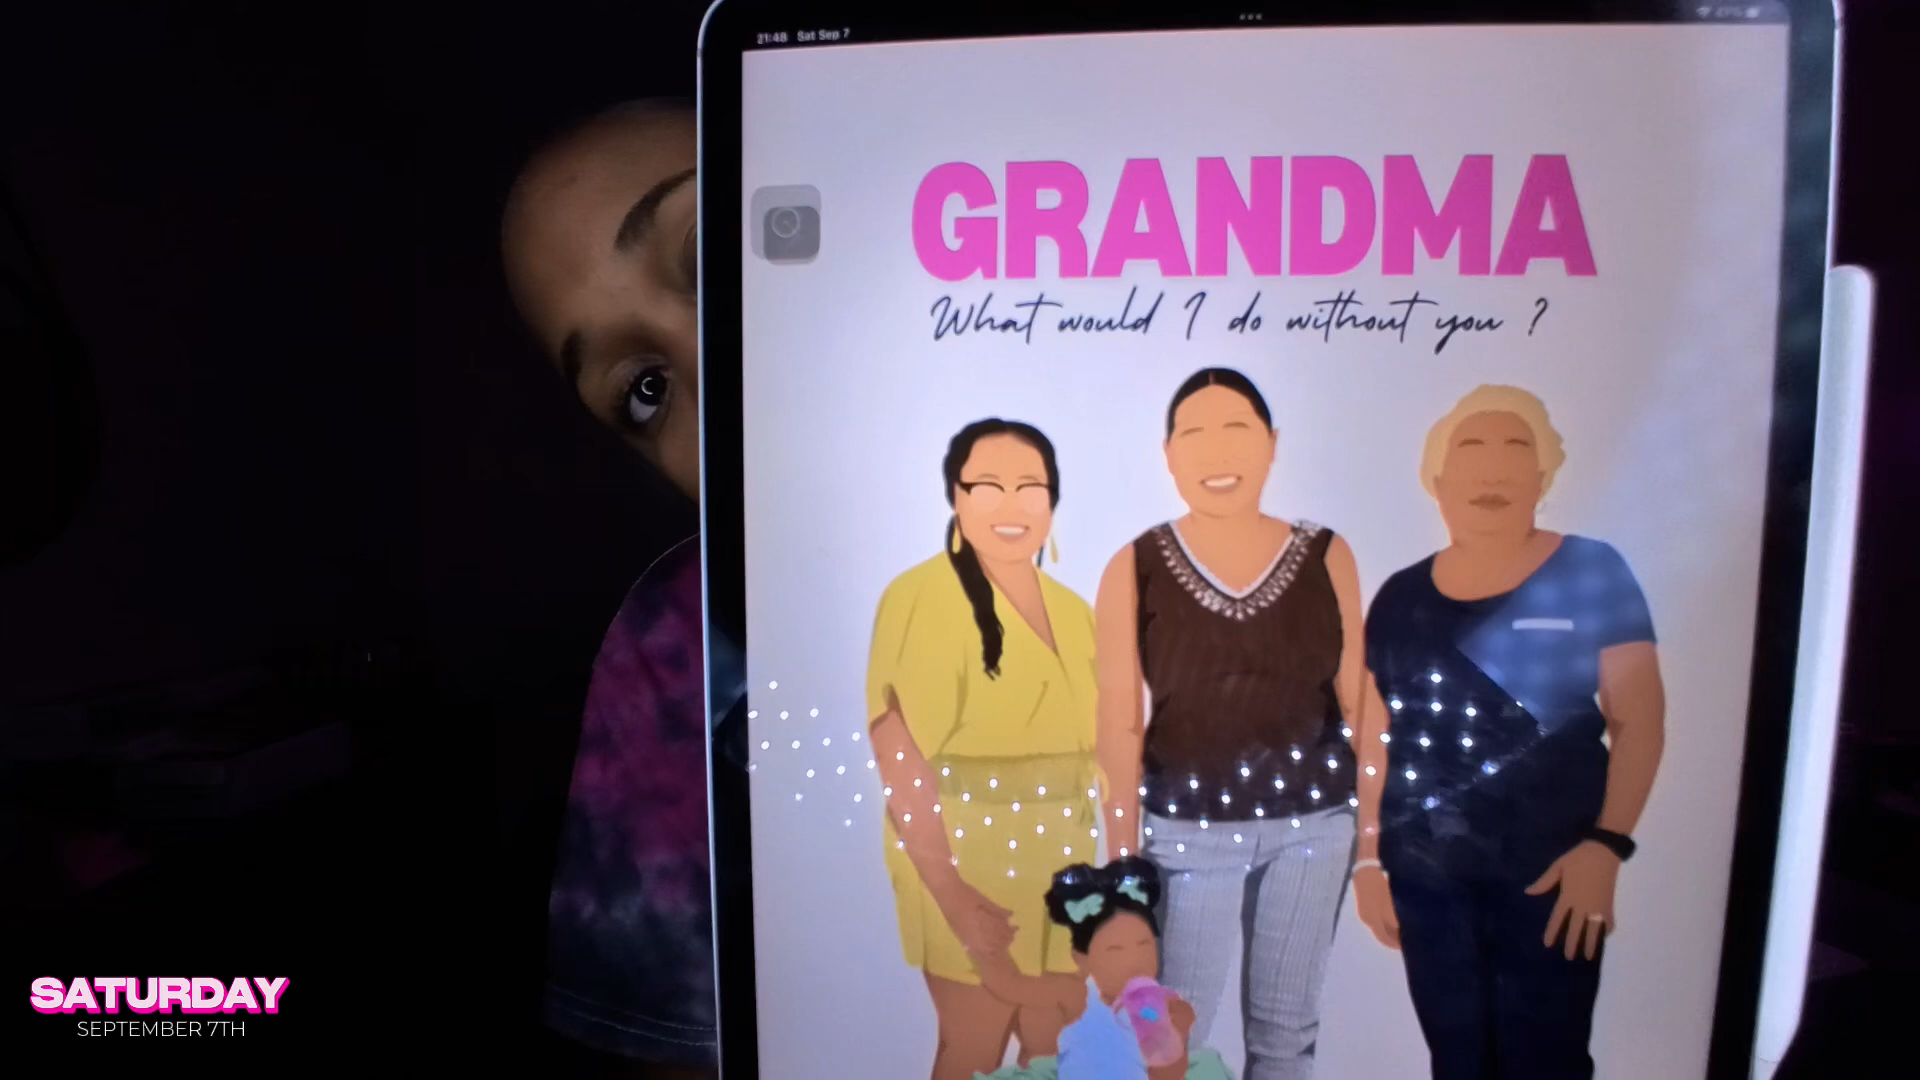 21:48 Sat Sep 7
GRANDMA
What would I do without you ?
SATURDAY
SEPTEMBER 7TH